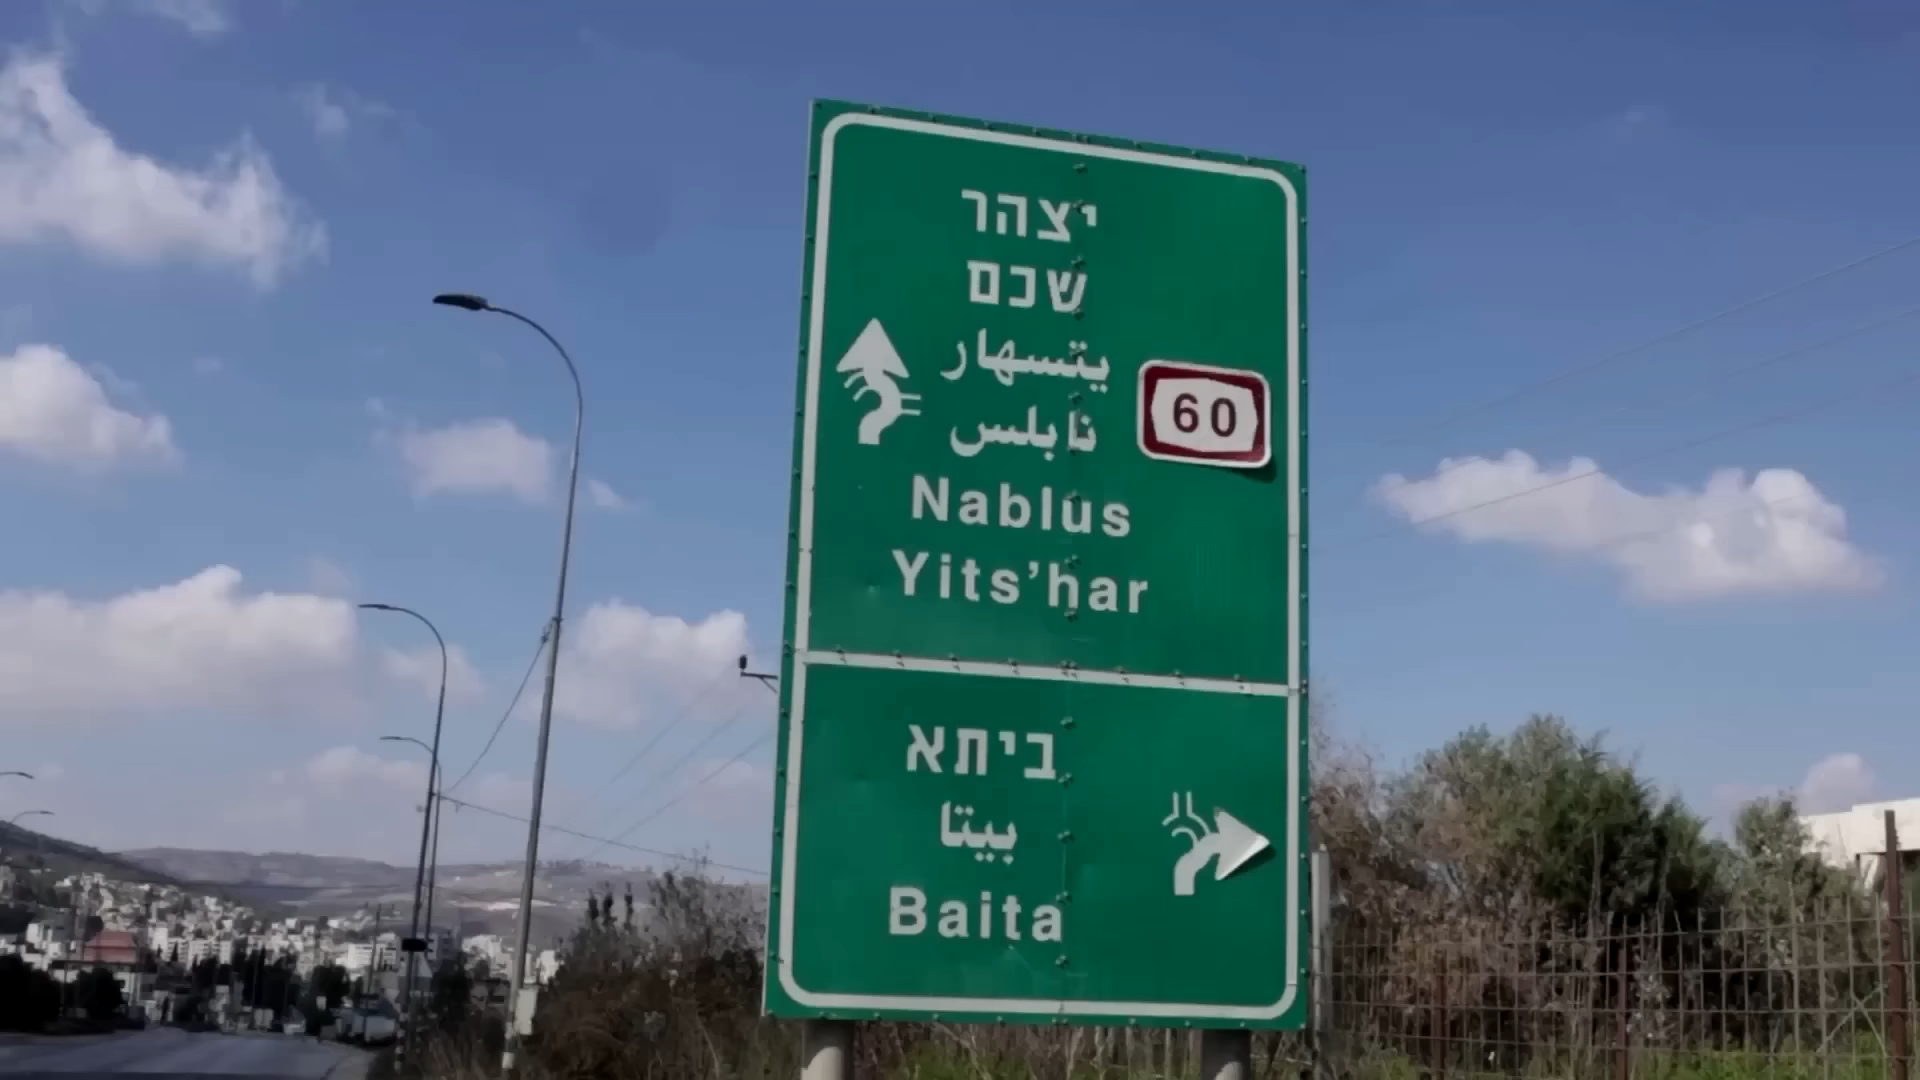 יצהר
שכם
يتسهار
نابلس
60
Nablus
Yits'har
ביתא
بيتا
Baita